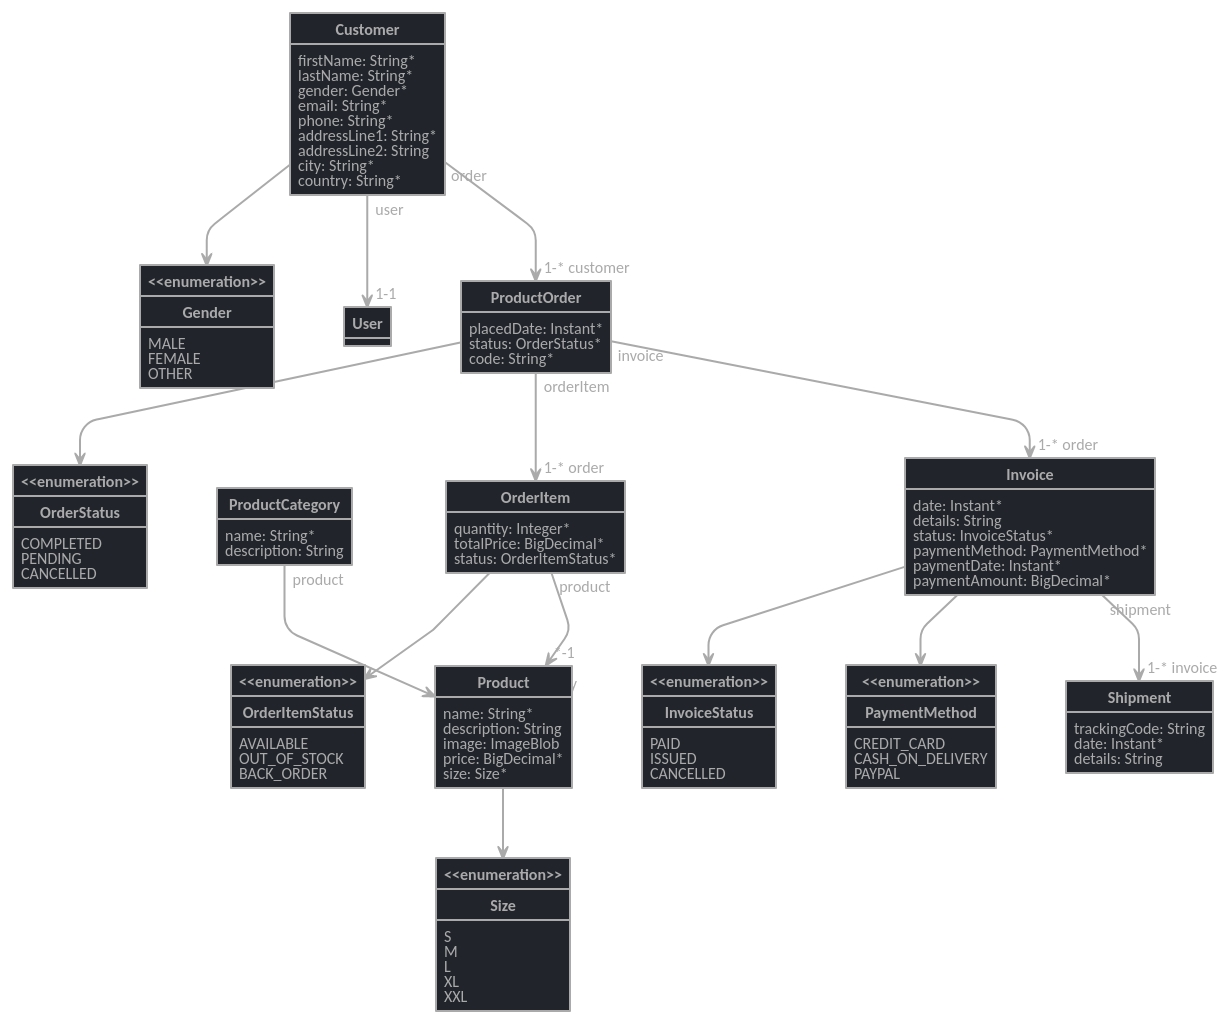 Customer
firstName: String*
lastName: String*
gender: Gender*
email: String*
phone: String*
addressLine1: String*
addressLine2: String
city: String*
country: String*
order
user
1-* customer
1-1
<<enumeration>>
Gender
MALE
FEMALE
OTHER
User
ProductOrder
placedDate: Instant*
status: OrderStatus*
code: String*
invoice
orderItem
1-* order
1-* order
<<enumeration>>
OrderStatus
COMPLETED
PENDING
CANCELLED
ProductCategory
name: String*
description: String
product
OrderItem
quantity: Integer*
totalPrice: BigDecimal*
status: OrderItemStatus*
product
*-1
Invoice
date: Instant*
details: String
status: InvoiceStatus*
paymentMethod: PaymentMethod*
paymentDate: Instant*
paymentAmount: BigDecimal*
shipment
1-* invoice
<<enumeration>>
OrderItemStatus
AVAILABLE
OUT_OF_STOCK
BACK_ORDER
Product
name: String*
description: String
image: ImageBlob
price: BigDecimal*
size: Size*
<<enumeration>>
InvoiceStatus
PAID
ISSUED
CANCELLED
<<enumeration>>
PaymentMethod
CREDIT_CARD
CASH_ON_DELIVERY
PAYPAL
Shipment
trackingCode: String
date: Instant*
details: String
<<enumeration>>
Size
S
M
L
XL
XXL